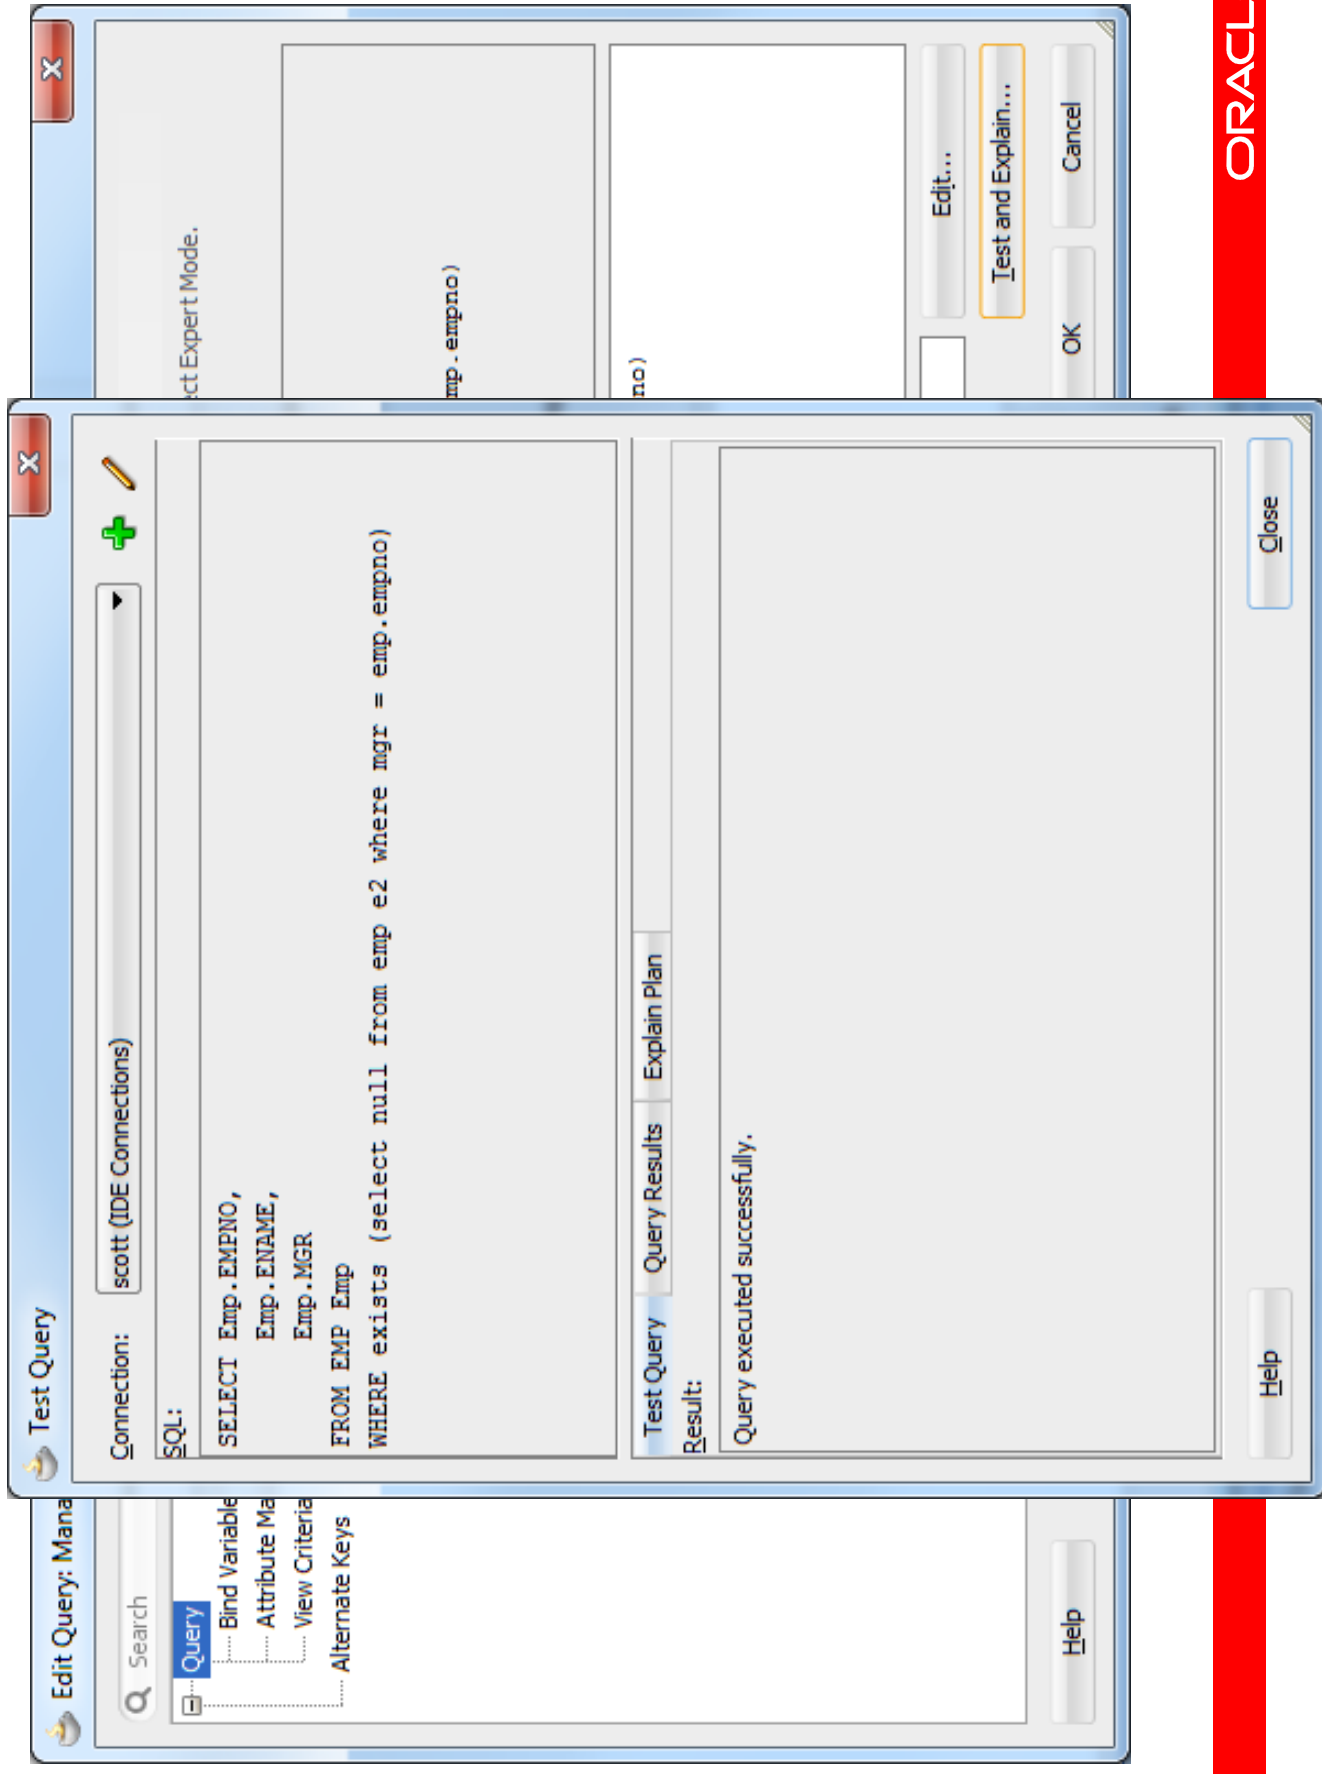 Edit Query: Mana
Search
Query
Bind Variable
Attribute Ma
View Criteria
Alternate Keys
Help
Test Query
Connection:
scott (IDE Connections)
SQL:
SELECT Emp.EMPNO,
Emp.ENAME,
Emp.MGR
FROM EMP Emp
WHERE exists (select null from emp e2 where mgr = emp.empno)
Test Query Query Results Explain Plan
Result:
Query executed successfully.
Help
Close
ct Expert Mode.
mp.empno)
no)
Edit...
Test and Explain...
OK Cancel
ORACL